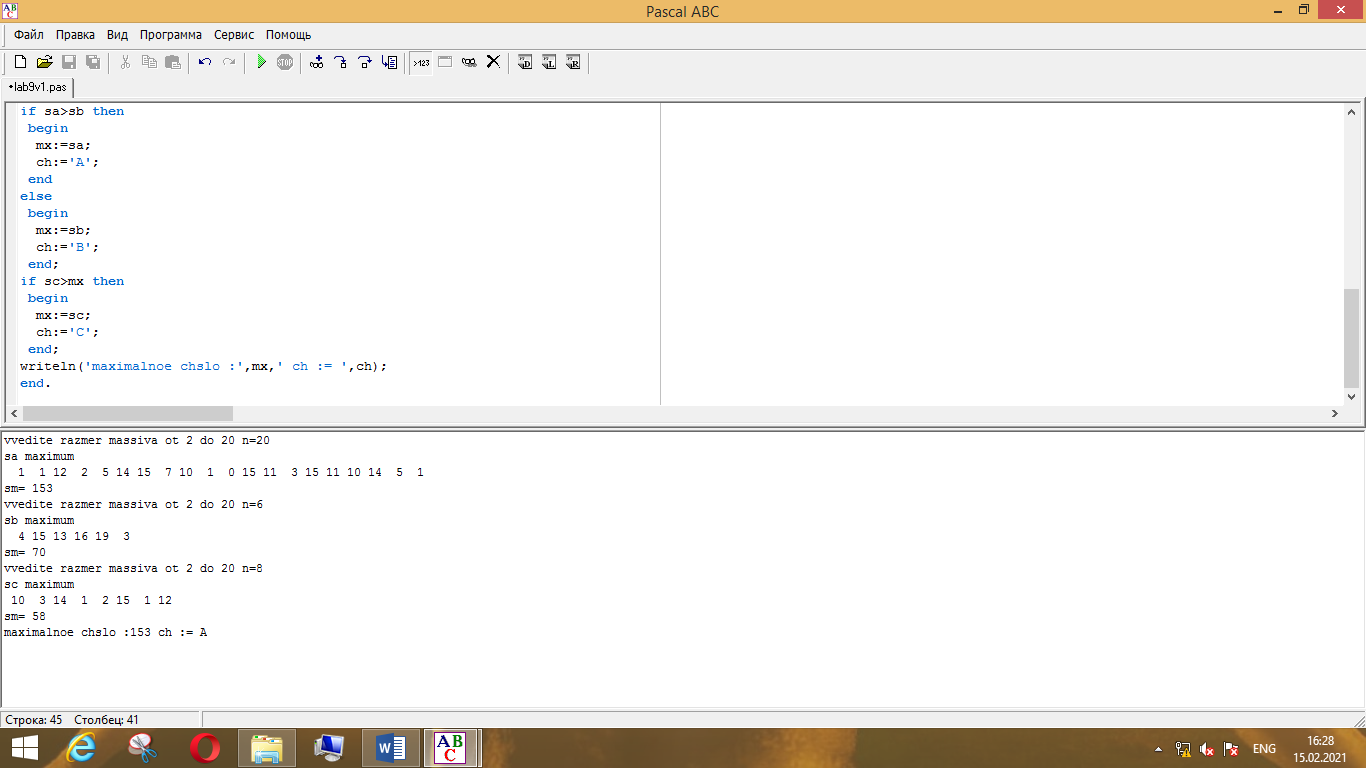 Pascal ABC
Файл Правка Вид Программа Сервис Помощь
•lab9v1.pas
if sa>sb then
begin
mx:=sa;
ch:='A';
end
else
begin
mx:=sb;
ch:='B';
end;
if sc>mx then
begin
mx:=sc;
ch:='C';
end;
writeln('maximalnoe chslo :',mx,' ch := ',ch);
end.
vvedite razmer massiva ot 2 do 20 n=20
sa maximum
1 1 12 2 5 14 15 7 10 1 0 15 11 3 15 11 10 14 5 1
sm= 153
vvedite razmer massiva ot 2 do 20 n=6
sb maximum
4 15 13 16 19 3
sm= 70
vvedite razmer massiva ot 2 do 20 n=8
sc maximum
10 3 14 1 2 15 1 12
sm= 58
maximalnoe chslo :153 ch := A
Строка: 45 Столбец: 41
ENG
16:28
15.02.2021